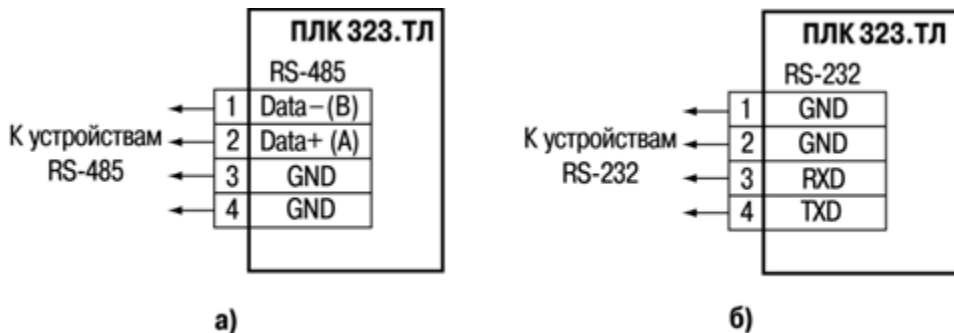 ПЛК 323.ТЛ
RS-485
1 Data–(B)
2 Data+ (A)
3 GND
4 GND
К устройствам
RS-485
а)
ПЛК 323.ТЛ
RS-232
1 GND
2 GND
3 RXD
4 TXD
К устройствам
RS-232
б)